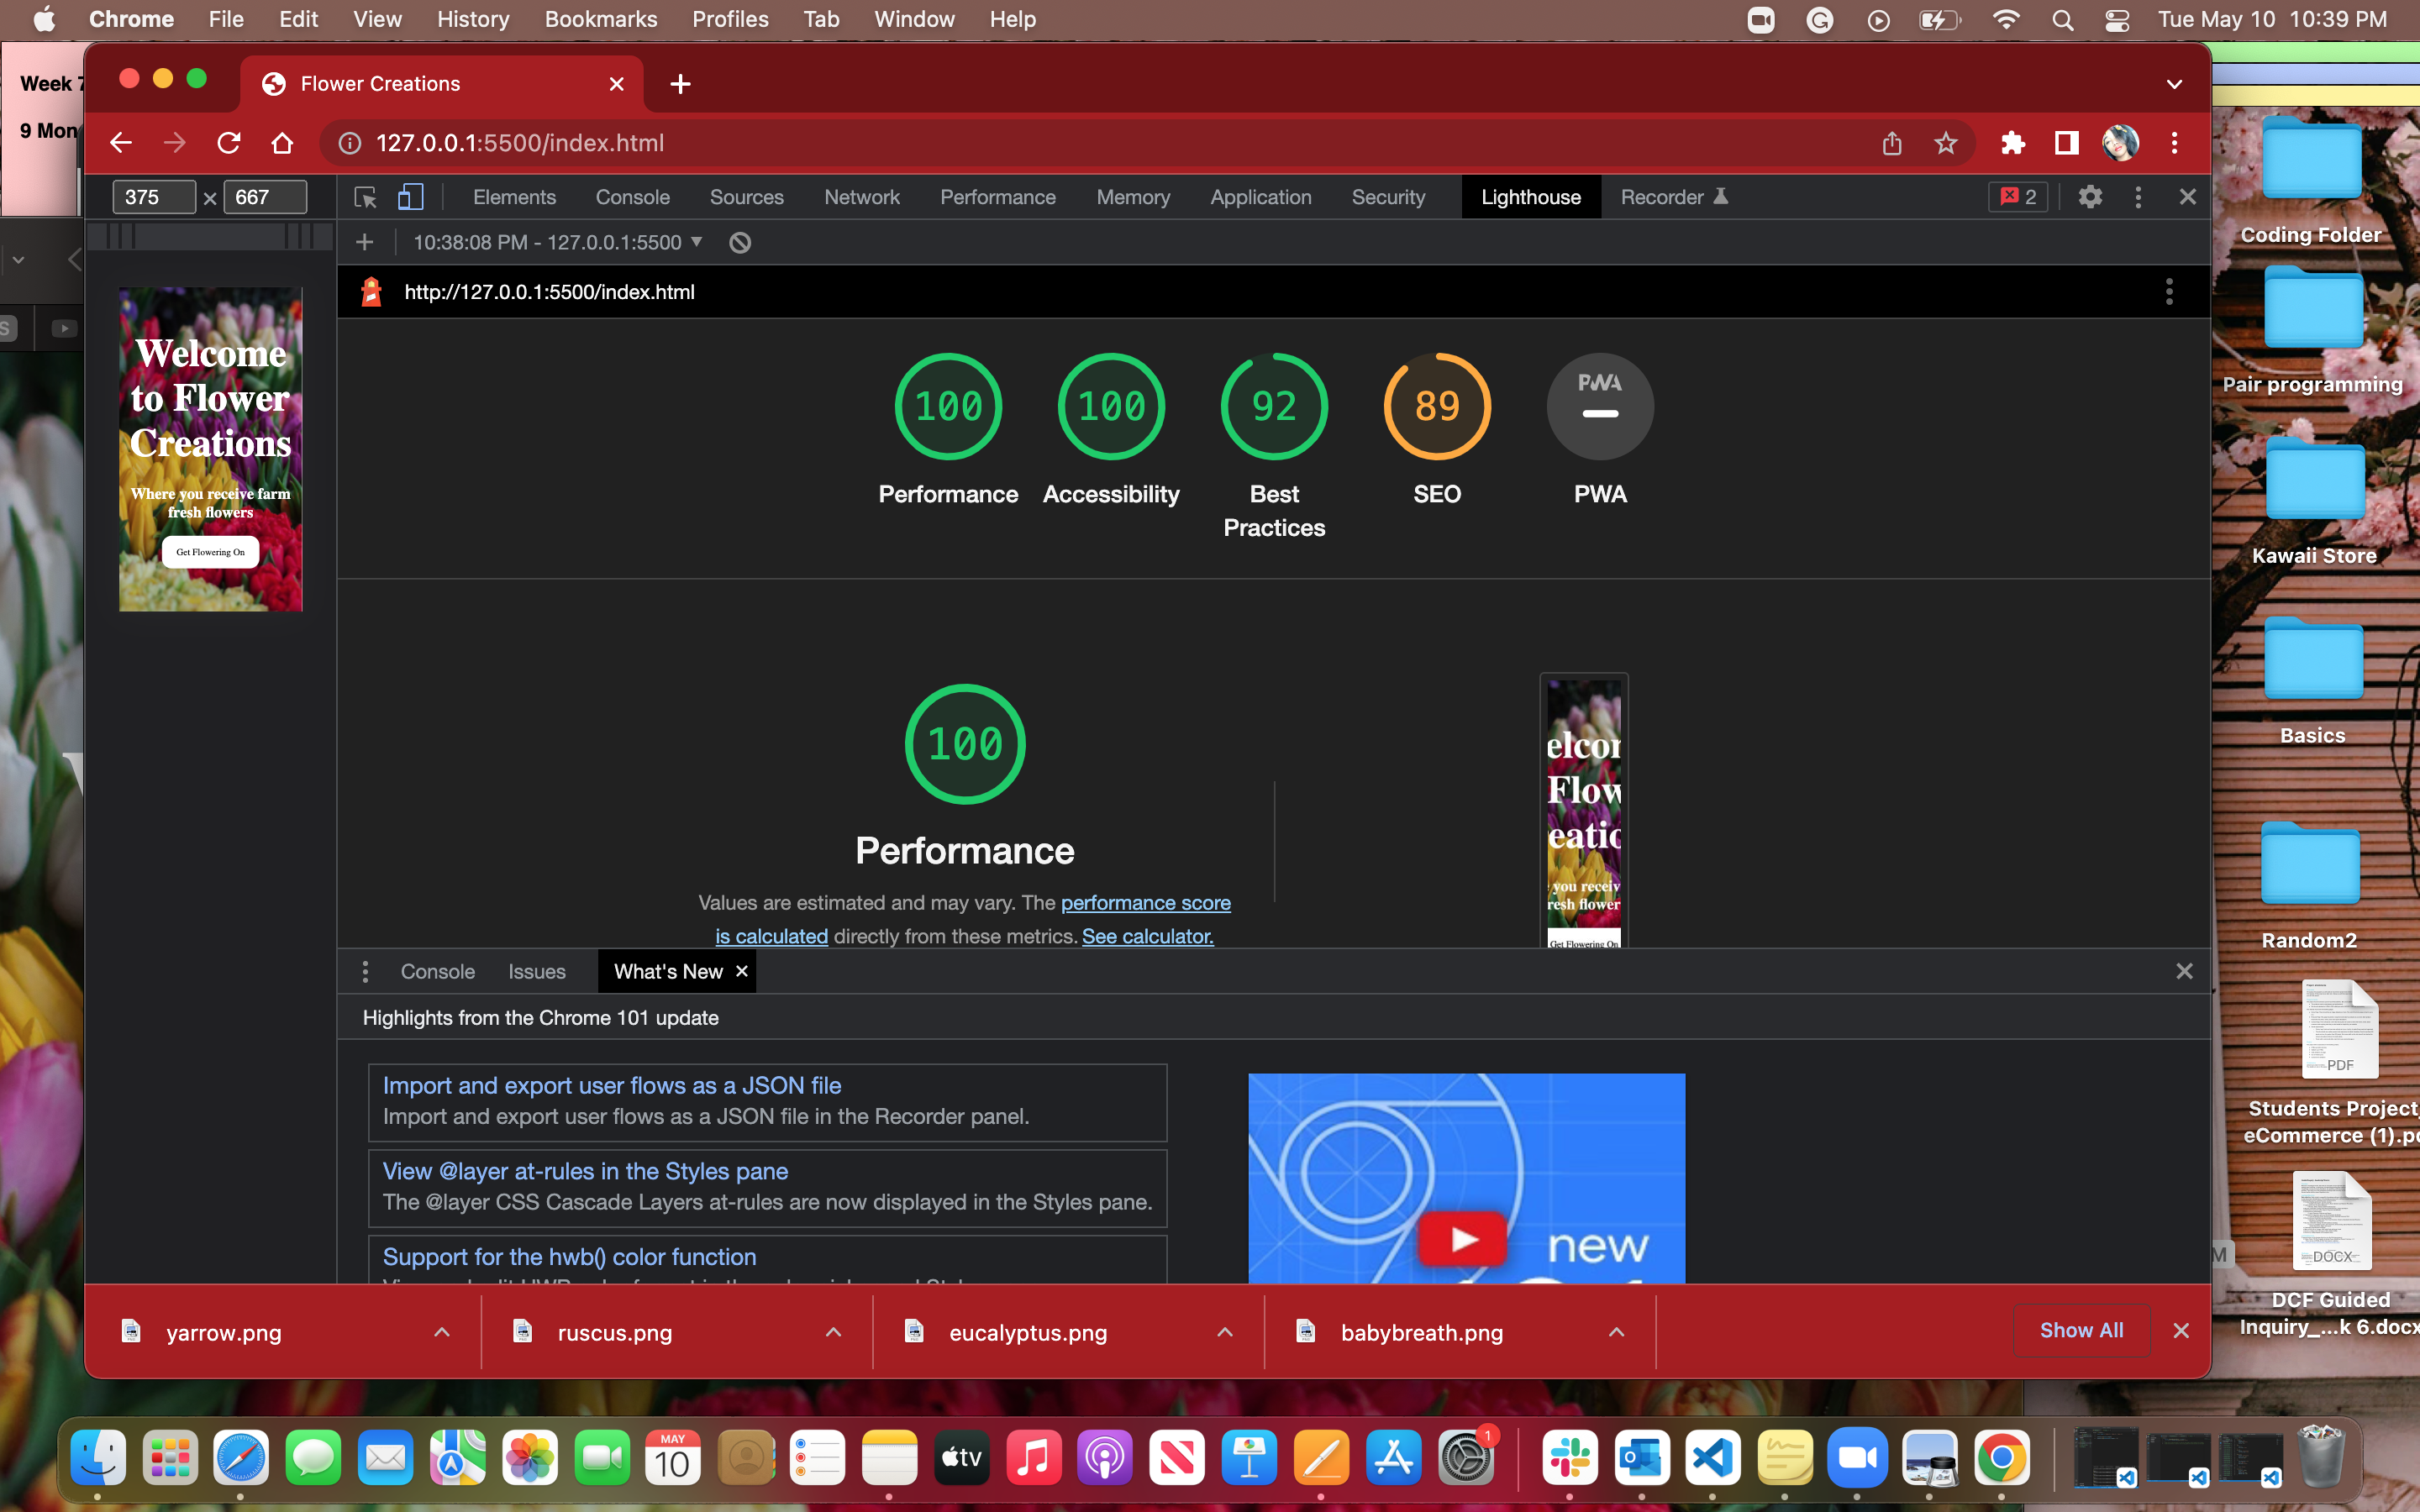 Chrome File Edit View History Bookmarks Profiles Tab Window Help
Tue May 10 10:39 PM
Week 7
9 Mon
Flower Creations
127.0.0.1:5500/index.html
375 × 667
Elements Console Sources Network Performance Memory Application Security Lighthouse Recorder
2
10:38:08 PM - 127.0.0.1:5500
http://127.0.0.1:5500/index.html
Welcome
to Flower
Creations
Where you receive farm
fresh flowers
Get Flowering On
100
Performance
100
Accessibility
92
Best
Practices
89
SEO
PWA
PWA
100
Performance
Values are estimated and may vary. The performance score
is calculated directly from these metrics. See calculator.
elcor
Flow
eatic
you receiv
resh flower
Get Flowering On
Console Issues What's New
Highlights from the Chrome 101 update
Import and export user flows as a JSON file
Import and export user flows as a JSON file in the Recorder panel.
View @layer at-rules in the Styles pane
The @layer CSS Cascade Layers at-rules are now displayed in the Styles pane.
Support for the hwb() color function
new
yarrow.png
ruscus.png
eucalyptus.png
babybreath.png
Show All
Coding Folder
Pair programming
Kawaii Store
Basics
Random2
PDF
Students Project
eCommerce (1).p
DOCX
DCF Guided
Inquiry_...k 6.docx
M
S
MAY
10
tv
1